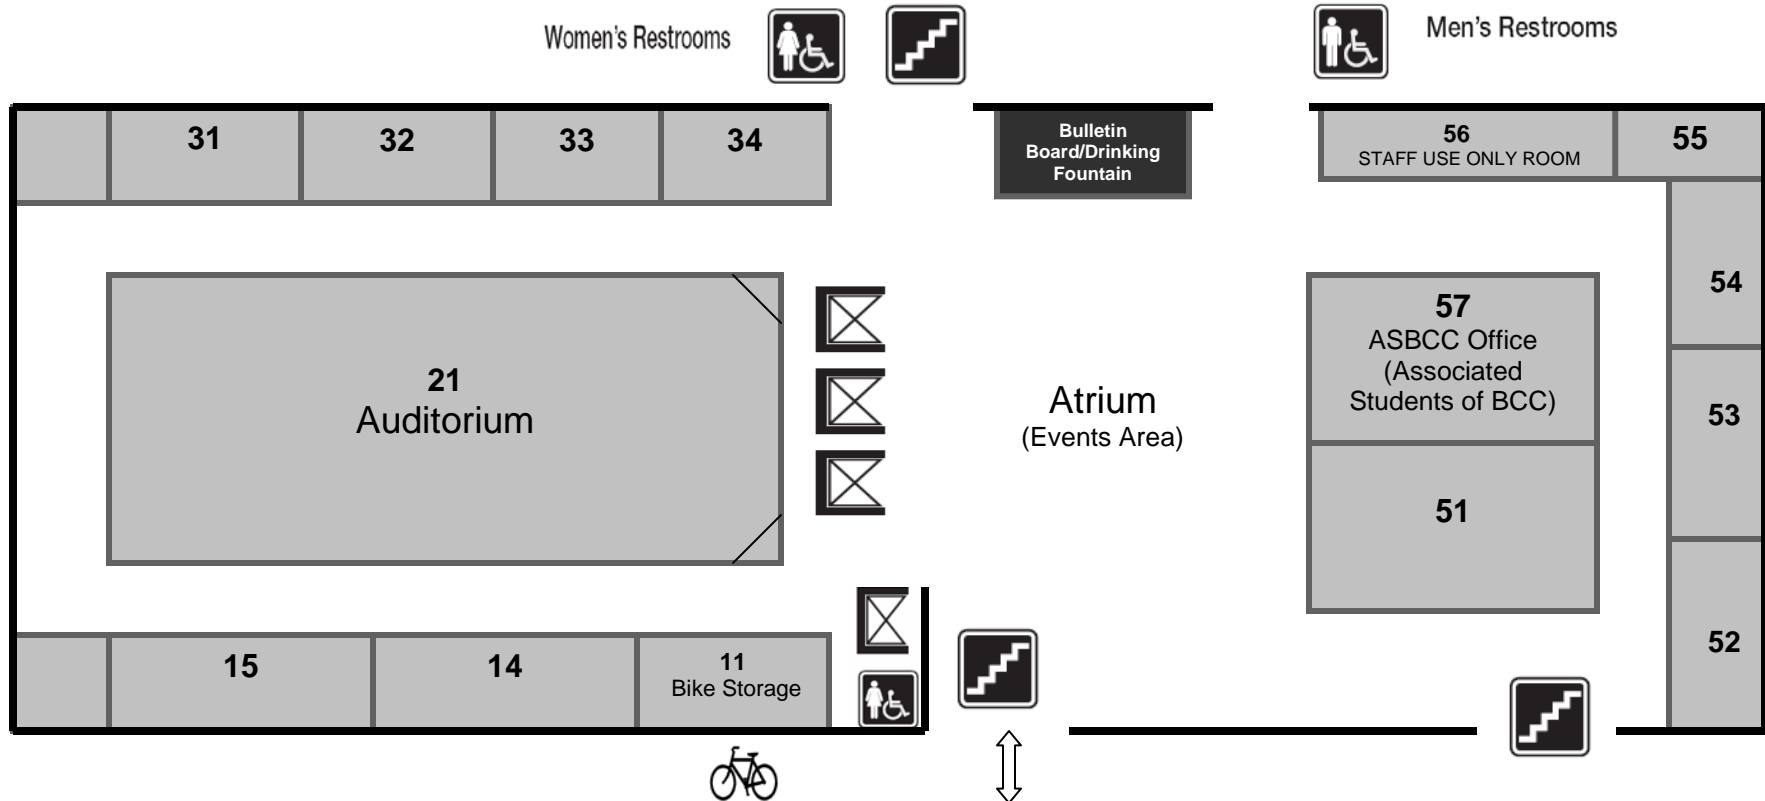 Women's Restrooms
Men's Restrooms
31
32
33
34
Bulletin
Board/Drinking
Fountain
56
STAFF USE ONLY ROOM
55
54
57
ASBCC Office
(Associated
Students of BCC)
21
Auditorium
Atrium
(Events Area)
53
51
52
15
14
11
Bike Storage